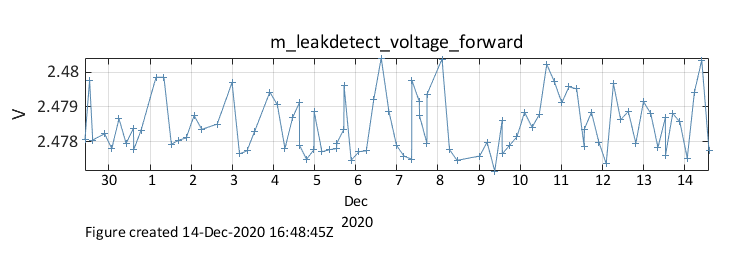 m_leakdetect_voltage_forward
2.48
2.479
2.478
V
30 1 2 3 4 5 6 7 8 9 10 11 12 13 14
Dec
2020
Figure created 14-Dec-2020 16:48:45Z